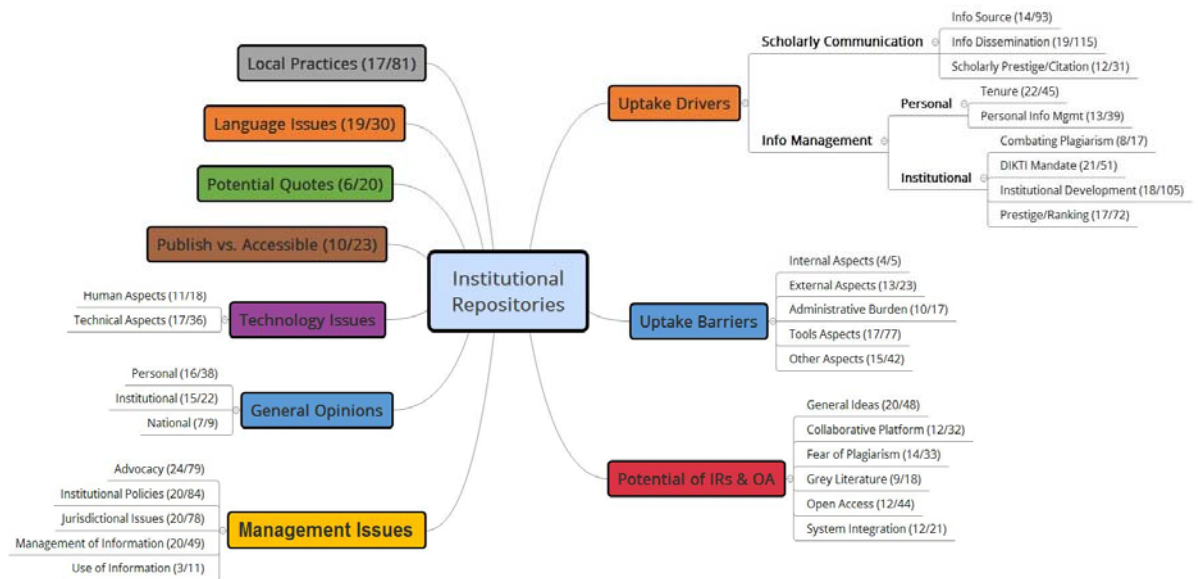 Institutional
Repositories
Local Practices (17/81)
Language Issues (19/30)
Potential Quotes (6/20)
Publish vs. Accessible (10/23)
Technology Issues
Human Aspects (11/18)
Technical Aspects (17/36)
General Opinions
Personal (16/38)
Institutional (15/22)
National (7/9)
Management Issues
Advocacy (24/79)
Institutional Policies (20/84)
Jurisdictional Issues (20/78)
Management of Information (20/49)
Use of Information (3/11)
Uptake Drivers
Scholarly Communication
Info Source (14/93)
Info Dissemination (19/115)
Scholarly Prestige/Citation (12/31)
Info Management
Personal
Tenure (22/45)
Personal Info Mgmt (13/39)
Institutional
Combating Plagiarism (8/17)
DIKTI Mandate (21/51)
Institutional Development (18/105)
Prestige/Ranking (17/72)
Uptake Barriers
Internal Aspects (4/5)
External Aspects (13/23)
Administrative Burden (10/17)
Tools Aspects (17/77)
Other Aspects (15/42)
Potential of IRs & OA
General Ideas (20/48)
Collaborative Platform (12/32)
Fear of Plagiarism (14/33)
Grey Literature (9/18)
Open Access (12/44)
System Integration (12/21)